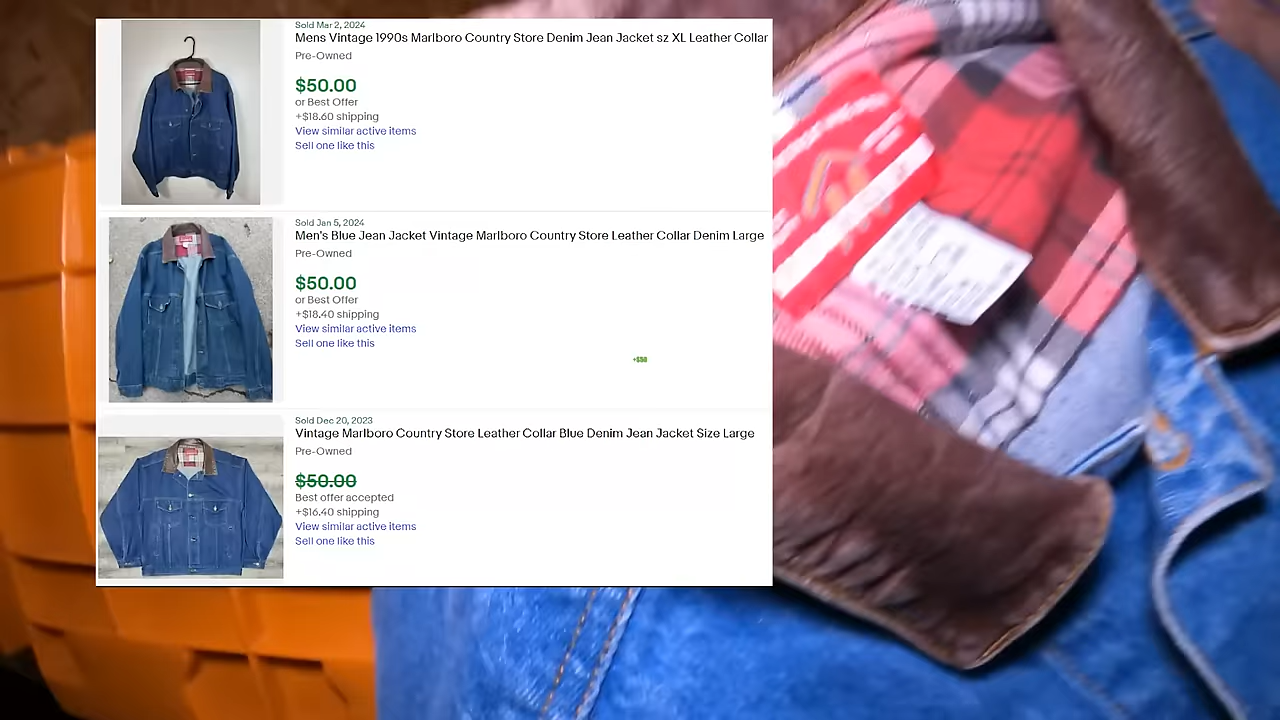 Sold Mar 2, 2024
Mens Vintage 1990s Marlboro Country Store Denim Jean Jacket sz XL Leather Collar
Pre-Owned
$50.00
or Best Offer
+$18.60 shipping
View similar active items
Sell one like this
Sold Jan 5, 2024
Men's Blue Jean Jacket Vintage Marlboro Country Store Leather Collar Denim Large
Pre-Owned
$50.00
or Best Offer
+$18.40 shipping
View similar active items
Sell one like this
+$50
Sold Dec 20, 2023
Vintage Marlboro Country Store Leather Collar Blue Denim Jean Jacket Size Large
Pre-Owned
$50.00
Best offer accepted
+$16.40 shipping
View similar active items
Sell one like this